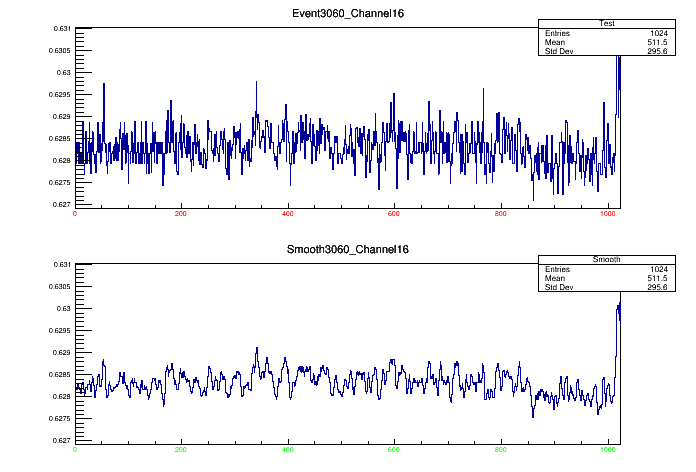 Event3060_Channel16
Test
Entries 1024
Mean 511.5
Std Dev 295.6
0.631
0.6305
0.63
0.6295
0.629
0.6285
0.628
0.6275
0.627
0 200 400 600 800 1000
Smooth3060_Channel16
Smooth
Entries 1024
Mean 511.5
Std Dev 295.6
0.631
0.6305
0.63
0.6295
0.629
0.6285
0.628
0.6275
0.627
0 200 400 600 800 1000